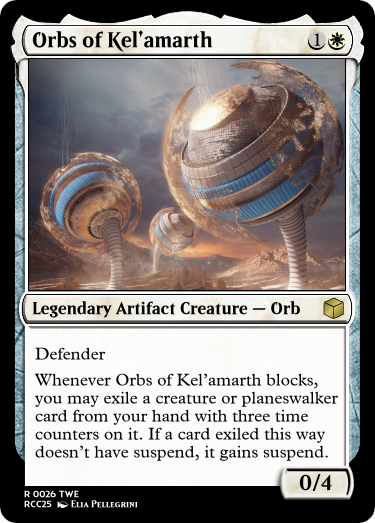 Orbs of Kel'amarth 1
Legendary Artifact Creature — Orb
Defender
Whenever Orbs of Kel'amarth blocks,
you may exile a creature or planeswalker
card from your hand with three time
counters on it. If a card exiled this way
doesn't have suspend, it gains suspend.
0/4
R 0026 TWE
RCC25 Elia Pellegrini